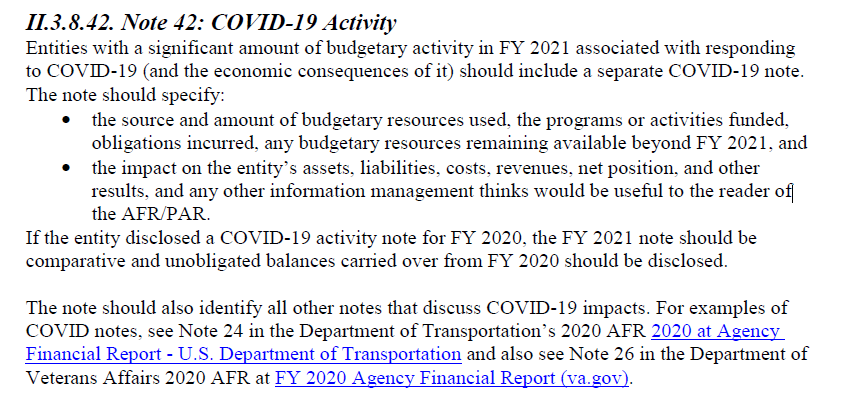 II.3.8.42. Note 42: COVID-19 Activity
Entities with a significant amount of budgetary activity in FY 2021 associated with responding
to COVID-19 (and the economic consequences of it) should include a separate COVID-19 note.
The note should specify:
• the source and amount of budgetary resources used, the programs or activities funded,
obligations incurred, any budgetary resources remaining available beyond FY 2021, and
• the impact on the entity's assets, liabilities, costs, revenues, net position, and other
results, and any other information management thinks would be useful to the reader of
the AFR/PAR.
If the entity disclosed a COVID-19 activity note for FY 2020, the FY 2021 note should be
comparative and unobligated balances carried over from FY 2020 should be disclosed.
The note should also identify all other notes that discuss COVID-19 impacts. For examples of
COVID notes, see Note 24 in the Department of Transportation's 2020 AFR 2020 at Agency
Financial Report - U.S. Department of Transportation and also see Note 26 in the Department of
Veterans Affairs 2020 AFR at FY 2020 Agency Financial Report (va.gov).